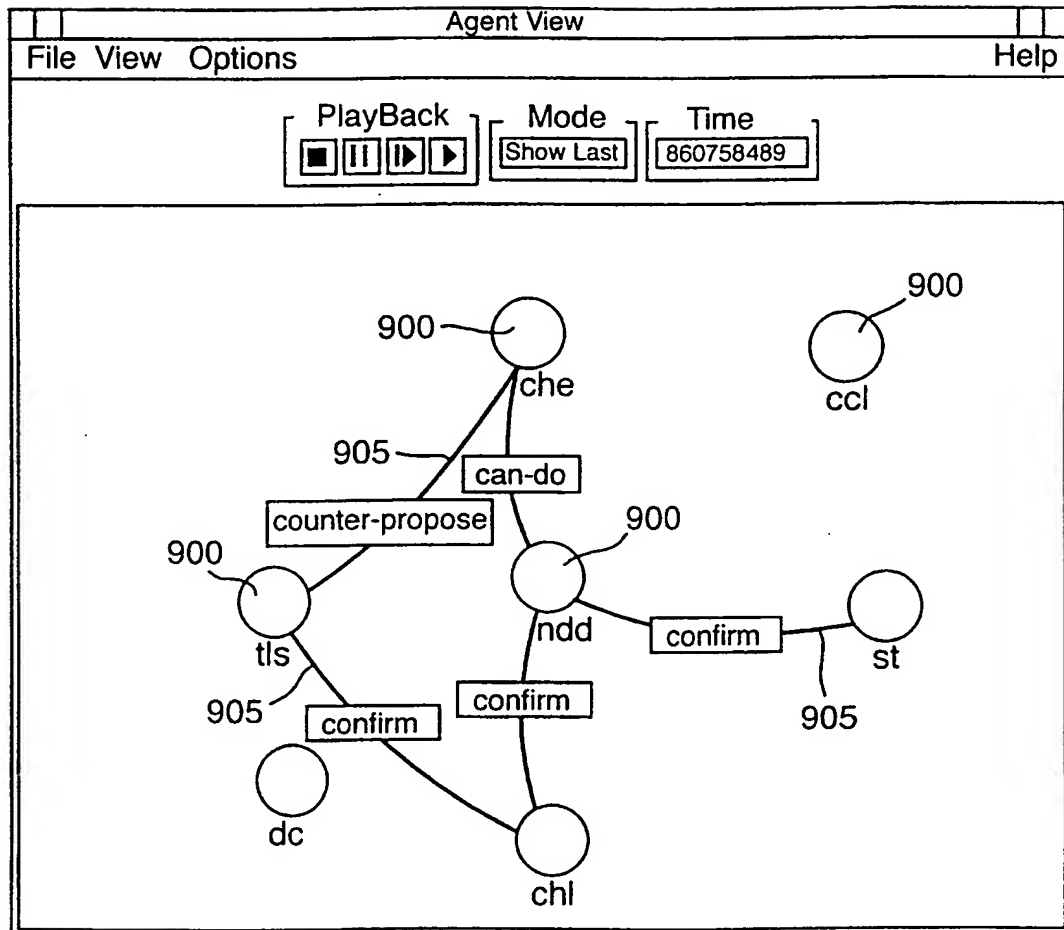 Agent View
File View Options Help
PlayBack Mode Time
Show Last 860758489
900
900
che
ccl
905
can-do
counter-propose
900
900
ndd
confirm
tls
st
905
confirm
905
confirm
dc
chl